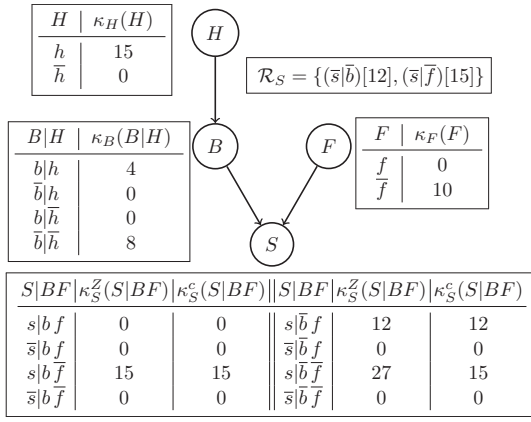 H | κ_H(H)
h | 15
h̅ | 0
H
ℛ_S = {(s̅|b̅)[12], (s̅|f̅)[15]}
B|H | κ_B(B|H)
b|h | 4
b̅|h | 0
b|h̅ | 0
b̅|h̅ | 8
B
F
F | κ_F(F)
f | 0
f̅ | 10
S
S|BF | κ_S^Z(S|BF) | κ_S^c(S|BF) || S|BF | κ_S^Z(S|BF) | κ_S^c(S|BF)
s|b f | 0 | 0 || s|b̅ f | 12 | 12
s̅|b f | 0 | 0 || s̅|b̅ f | 0 | 0
s|b f̅ | 15 | 15 || s|b̅ f̅ | 27 | 15
s̅|b f̅ | 0 | 0 || s̅|b̅ f̅ | 0 | 0